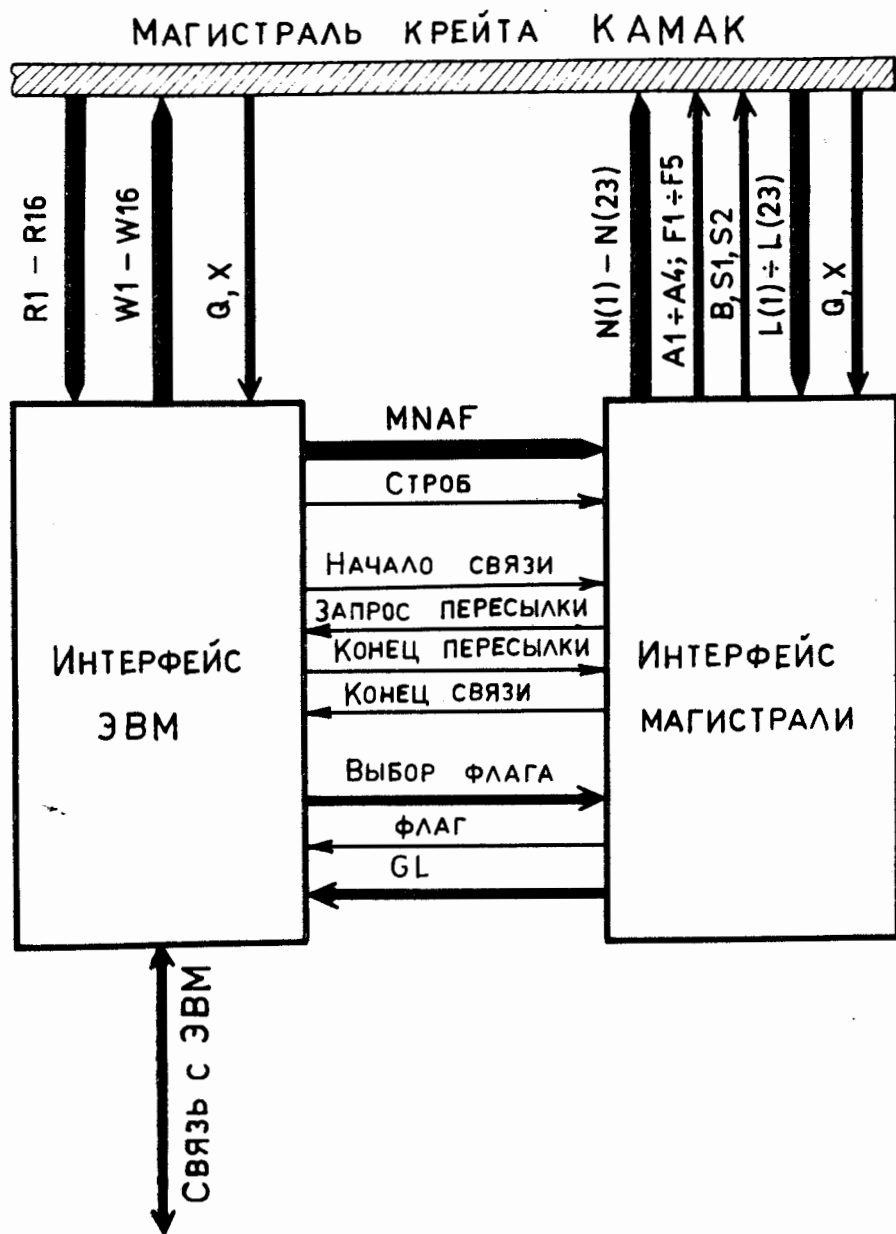 МАГИСТРАЛЬ КРЕЙТА КАМАК
R1 – R16
W1 – W16
Q, X
N(1) – N(23)
A1 ÷ A4; F1 ÷ F5
B, S1, S2
L(1) ÷ L(23)
Q, X
MNAF
СТРОБ
НАЧАЛО СВЯЗИ
ЗАПРОС ПЕРЕСЫЛКИ
КОНЕЦ ПЕРЕСЫЛКИ
КОНЕЦ СВЯЗИ
ВЫБОР ФЛАГА
ФЛАГ
GL
ИНТЕРФЕЙС
ЭВМ
ИНТЕРФЕЙС
МАГИСТРАЛИ
СВЯЗЬ С ЭВМ